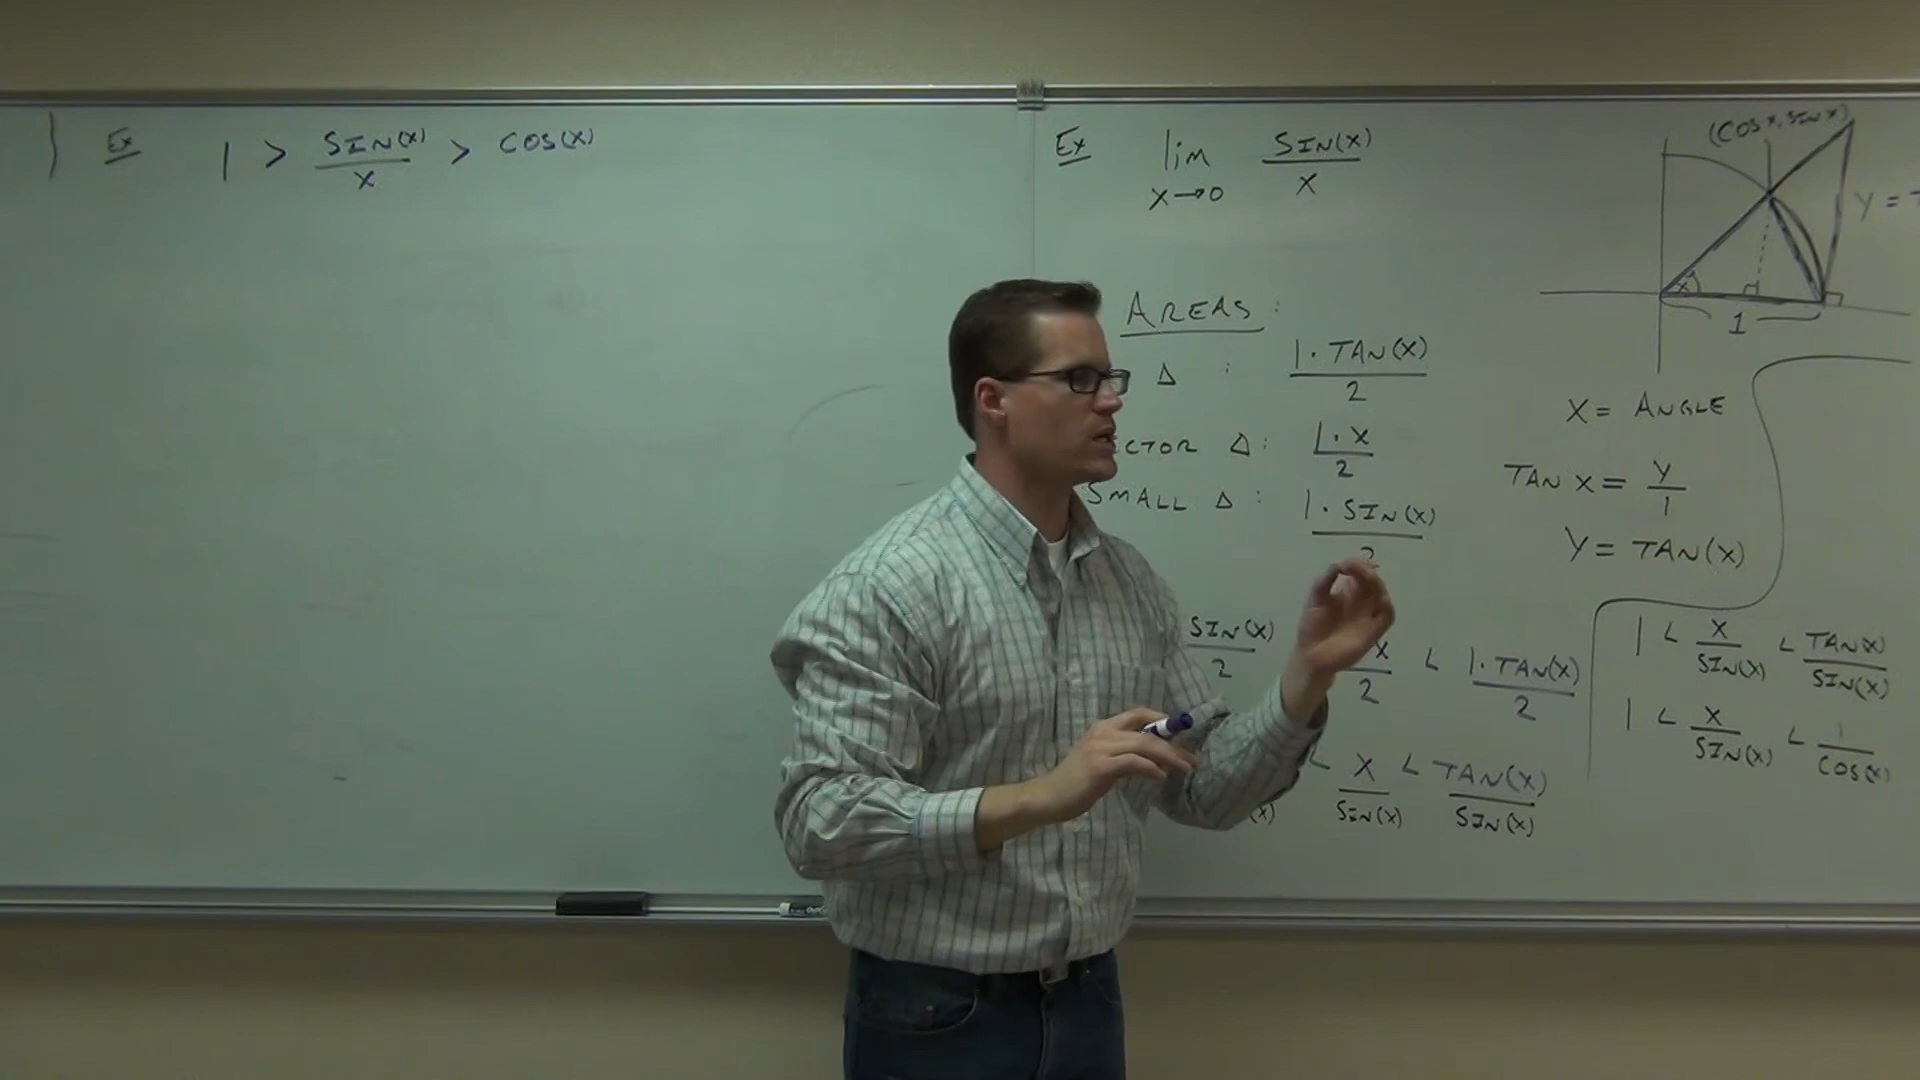 Ex 1 > SIN(X)/X > COS(X)
Ex lim X→0 SIN(X)/X
(COS X, SIN X)
Y =
X
1
AREAS:
Δ : 1·TAN(X)/2
Δ: 1·X/2
SMALL Δ: 1·SIN(X)/2
X = ANGLE
TAN X = Y/1
Y = TAN(X)
SIN(X)/2 X/2 < 1·TAN(X)/2
< X/SIN(X) < TAN(X)/SIN(X)
1 < X/SIN(X) < TAN(X)/SIN(X)
1 < X/SIN(X) < 1/COS(X)